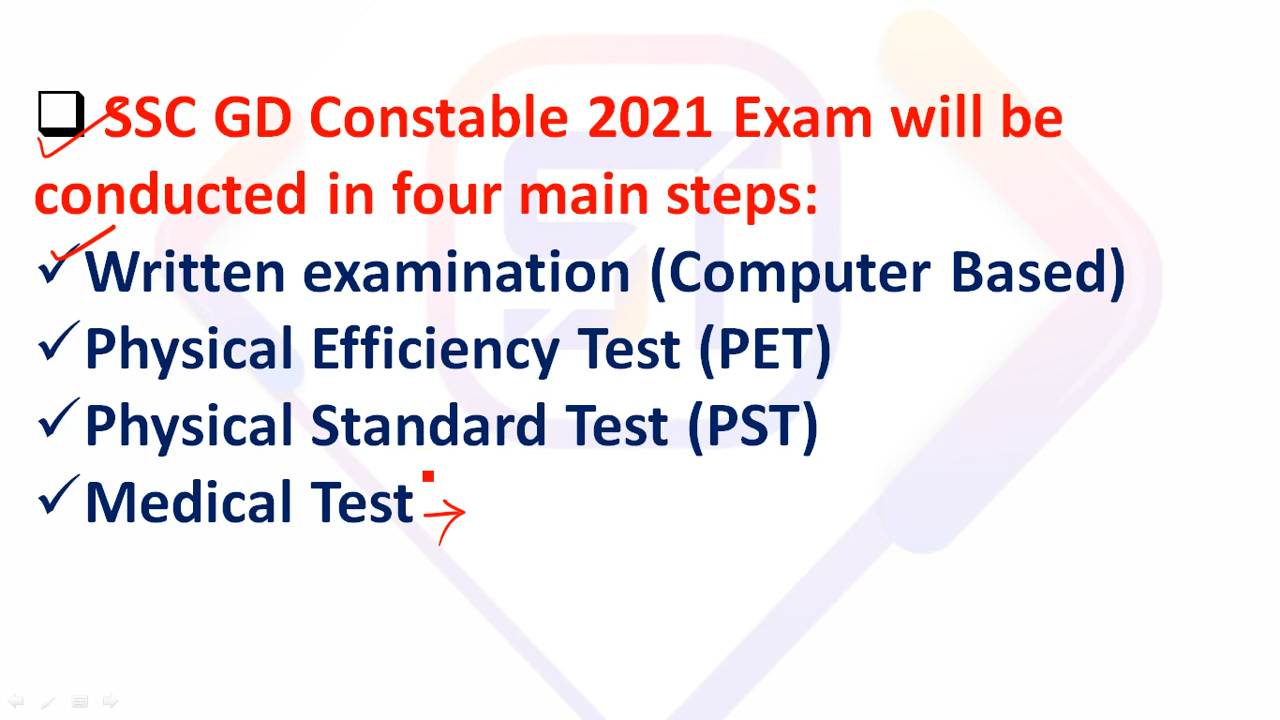 SSC GD Constable 2021 Exam will be
conducted in four main steps:
Written examination (Computer Based)
Physical Efficiency Test (PET)
Physical Standard Test (PST)
Medical Test